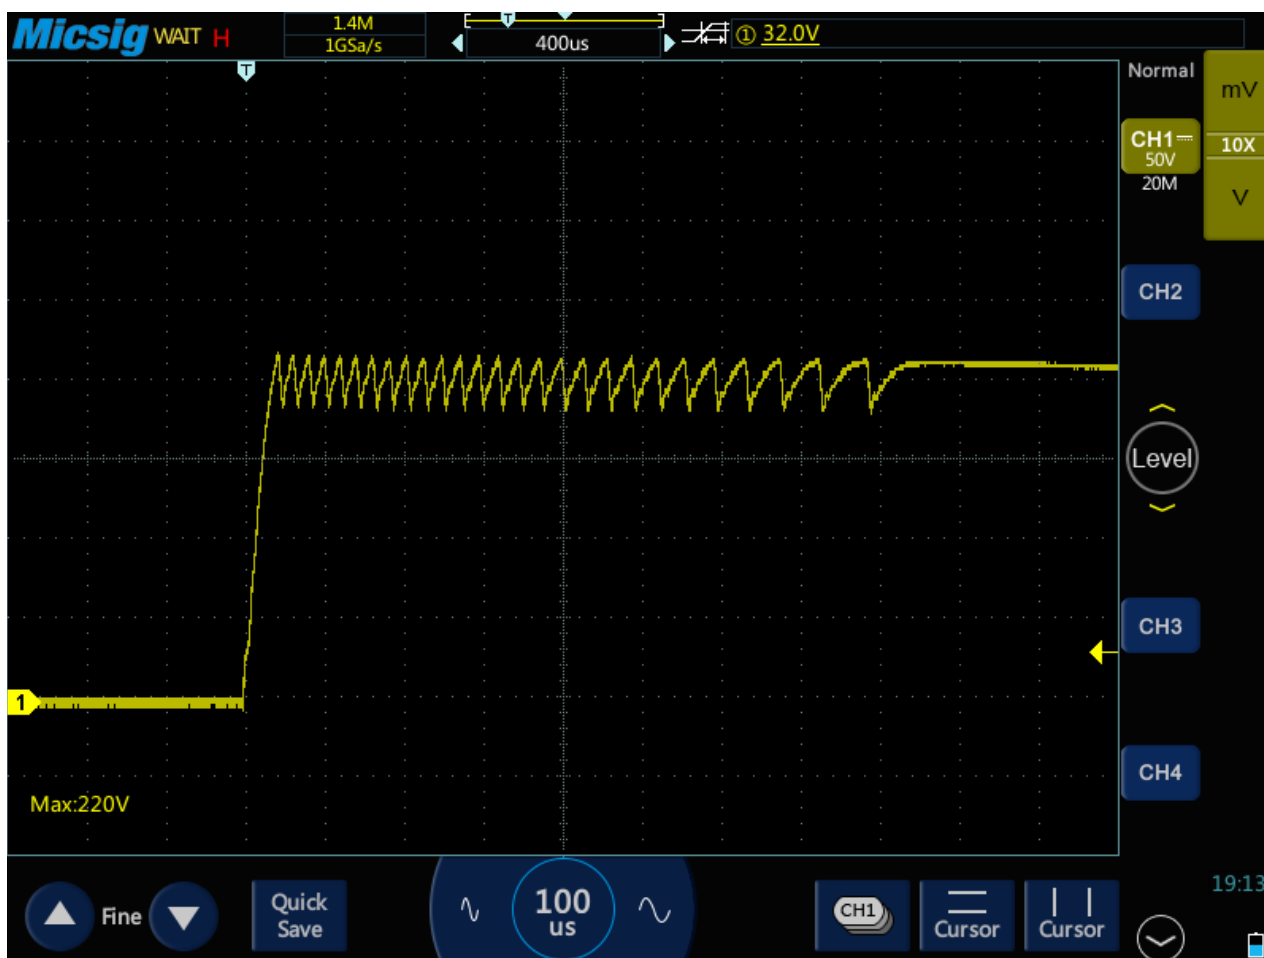 Micsig WAIT H
1.4M
1GSa/s
T
400us
① 32.0V
T
Normal
mV
CH1
50V
10X
20M
V
CH2
Level
CH3
1
CH4
Max:220V
Fine
Quick
Save
100
us
CH1
Cursor
Cursor
19:13